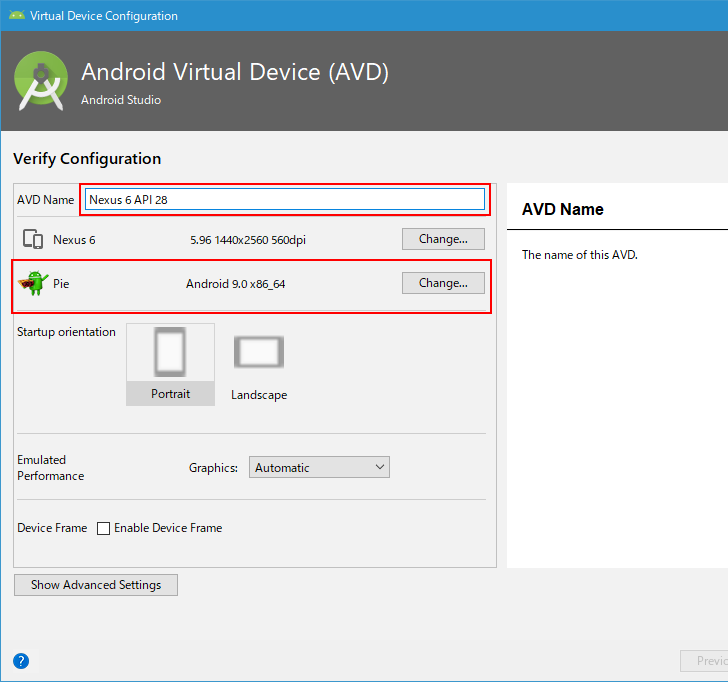 Virtual Device Configuration
Android Virtual Device (AVD)
Android Studio
Verify Configuration
AVD Name
Nexus 6 API 28
Nexus 6
5.96 1440x2560 560dpi
Change...
Pie
Android 9.0 x86_64
Change...
Startup orientation
Portrait
Landscape
Emulated
Performance
Graphics:
Automatic
Device Frame
Enable Device Frame
Show Advanced Settings
AVD Name
The name of this AVD.
?